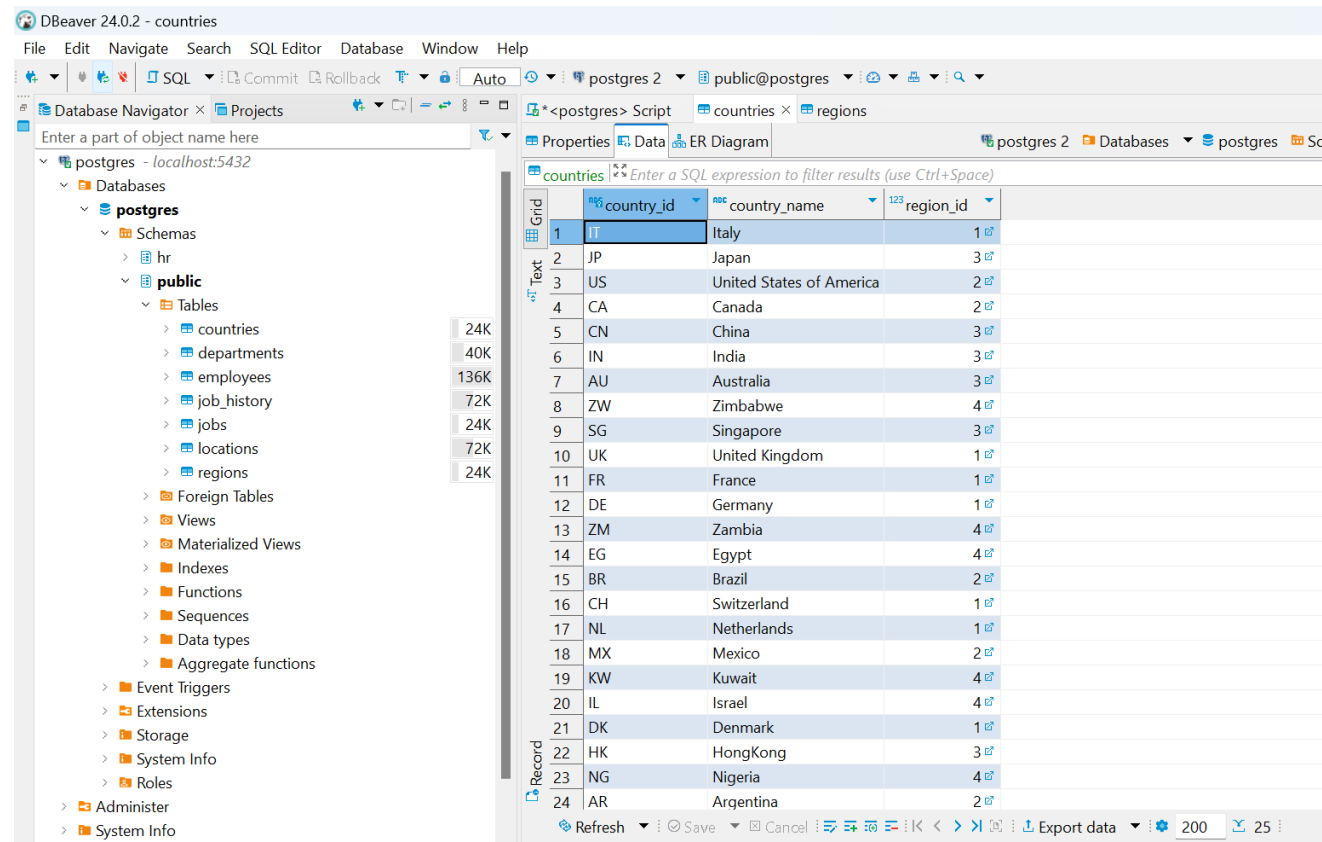 DBeaver 24.0.2 - countries
File Edit Navigate Search SQL Editor Database Window Help
SQL Commit Rollback Auto postgres 2 public@postgres
Database Navigator Projects
*<postgres> Script countries regions
Enter a part of object name here
Properties Data ER Diagram postgres 2 Databases postgres Sc
postgres - localhost:5432
Databases
postgres
Schemas
hr
public
Tables
countries 24K
departments 40K
employees 136K
job_history 72K
jobs 24K
locations 72K
regions 24K
Foreign Tables
Views
Materialized Views
Indexes
Functions
Sequences
Data types
Aggregate functions
Event Triggers
Extensions
Storage
System Info
Roles
Administer
System Info
countries Enter a SQL expression to filter results (use Ctrl+Space)
Grid
Text
Record
ABC country_id ABC country_name 123 region_id
1 IT Italy 1
2 JP Japan 3
3 US United States of America 2
4 CA Canada 2
5 CN China 3
6 IN India 3
7 AU Australia 3
8 ZW Zimbabwe 4
9 SG Singapore 3
10 UK United Kingdom 1
11 FR France 1
12 DE Germany 1
13 ZM Zambia 4
14 EG Egypt 4
15 BR Brazil 2
16 CH Switzerland 1
17 NL Netherlands 1
18 MX Mexico 2
19 KW Kuwait 4
20 IL Israel 4
21 DK Denmark 1
22 HK HongKong 3
23 NG Nigeria 4
24 AR Argentina 2
Refresh Save Cancel Export data 200 25